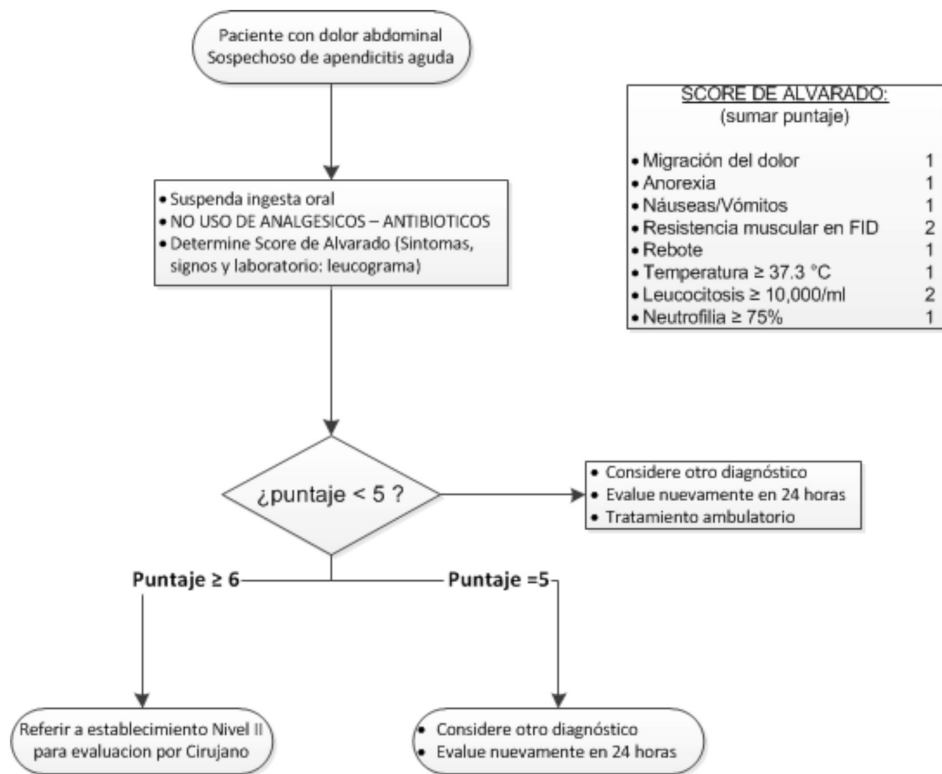 Paciente con dolor abdominal
Sospechoso de apendicitis aguda
SCORE DE ALVARADO:
(sumar puntaje)
• Migración del dolor 1
• Anorexia 1
• Náuseas/Vómitos 1
• Resistencia muscular en FID 2
• Rebote 1
• Temperatura ≥ 37.3 °C 1
• Leucocitosis ≥ 10,000/ml 2
• Neutrofilia ≥ 75% 1
• Suspenda ingesta oral
• NO USO DE ANALGESICOS – ANTIBIOTICOS
• Determine Score de Alvarado (Sintomas,
signos y laboratorio: leucograma)
¿puntaje < 5 ?
• Considere otro diagnóstico
• Evalue nuevamente en 24 horas
• Tratamiento ambulatorio
Puntaje ≥ 6
Puntaje =5
Referir a establecimiento Nivel II
para evaluacion por Cirujano
• Considere otro diagnóstico
• Evalue nuevamente en 24 horas